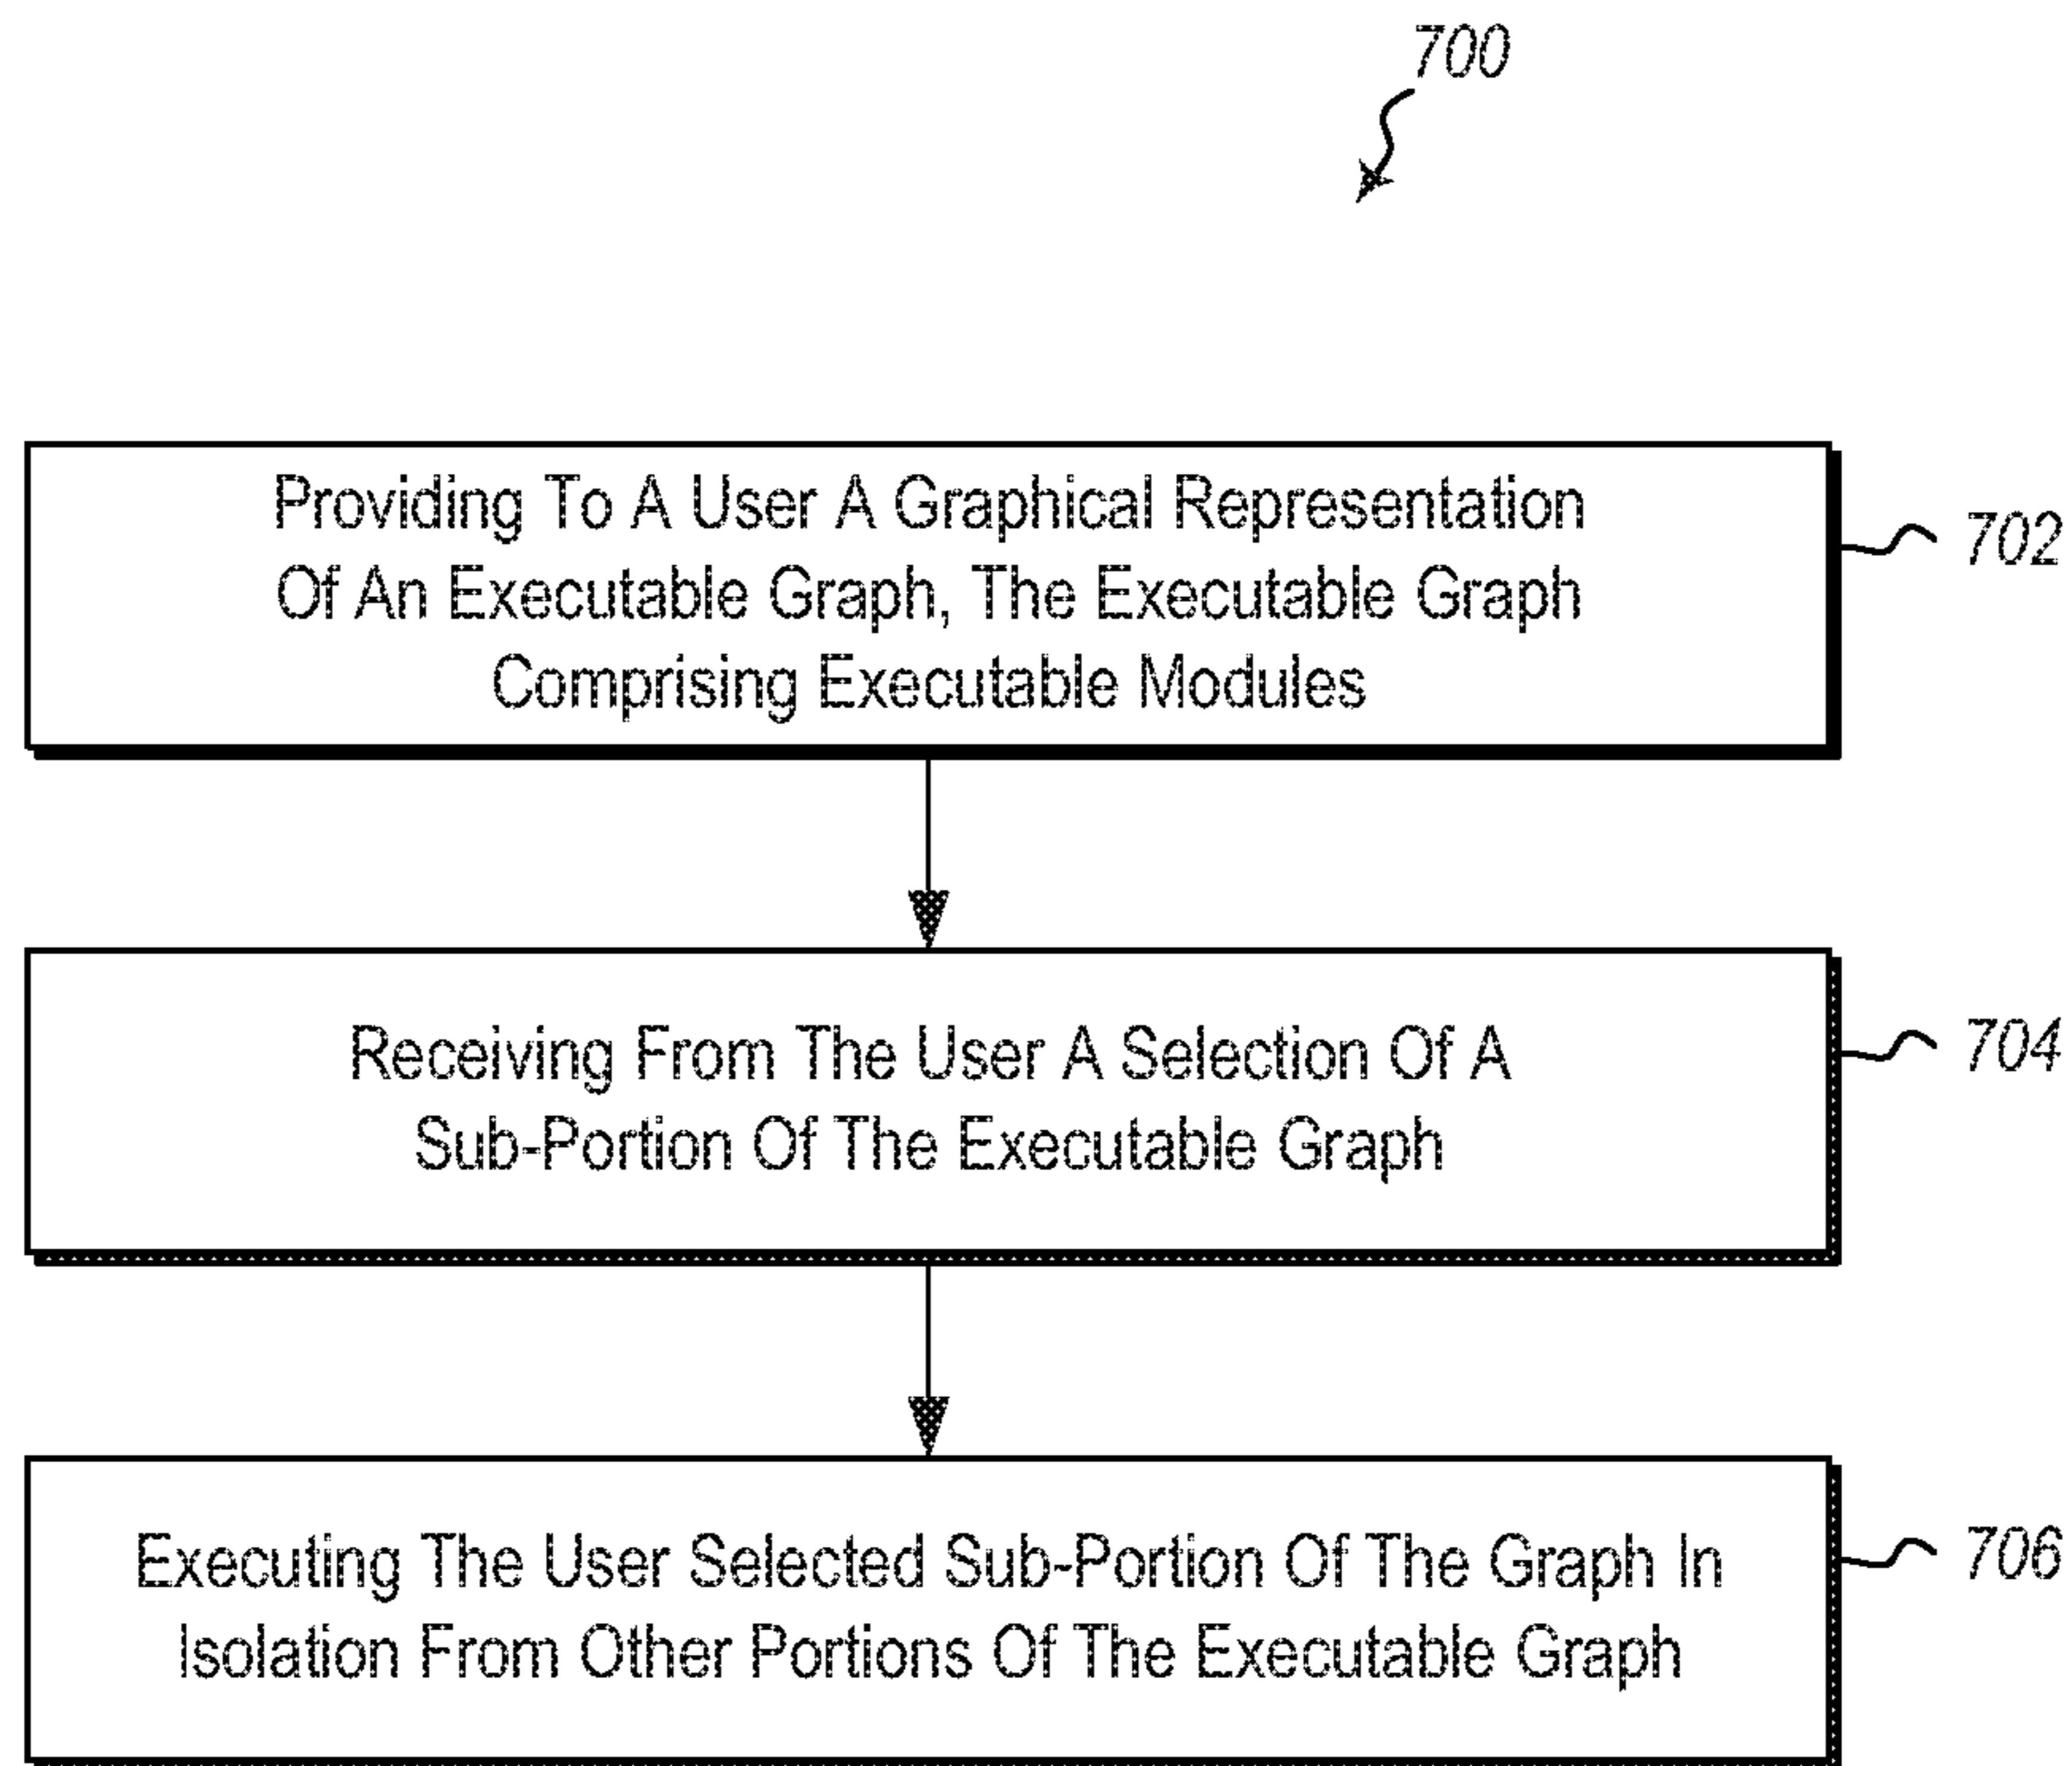 700
Providing To A User A Graphical Representation
Of An Executable Graph, The Executable Graph
Comprising Executable Modules
702
Receiving From The User A Selection Of A
Sub-Portion Of The Executable Graph
704
Executing The User Selected Sub-Portion Of The Graph In
Isolation From Other Portions Of The Executable Graph
706